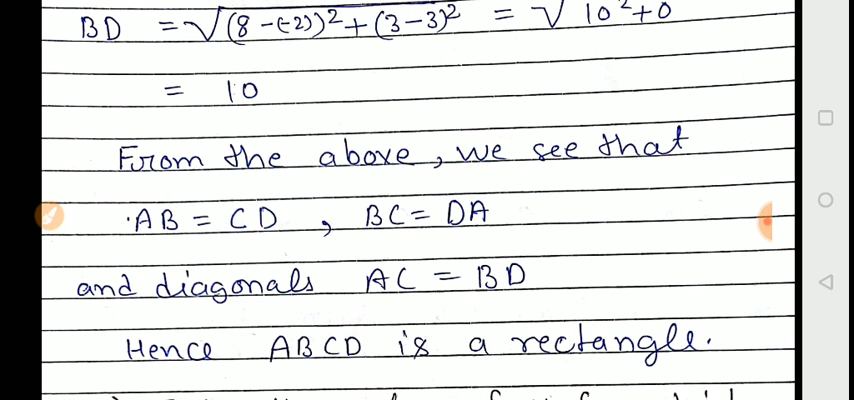 BD = √(8-(-2))²+(3-3)² = √10²+0
= 10
From the above, we see that
AB = CD, BC = DA
and diagonals AC = BD
Hence ABCD is a rectangle.